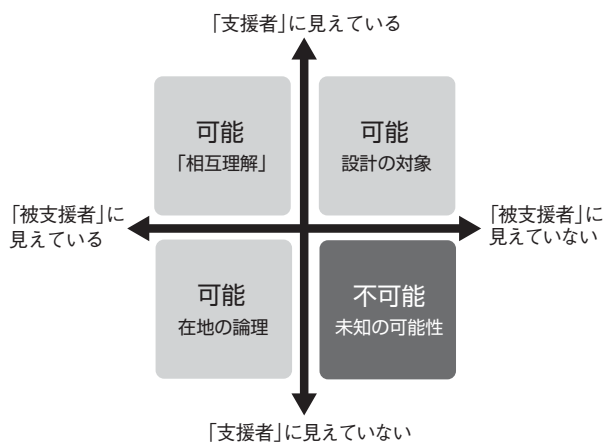 「支援者」に見えている
可能
「相互理解」
可能
設計の対象
「被支援者」に
見えている
「被支援者」に
見えていない
可能
在地の論理
不可能
未知の可能性
「支援者」に見えていない